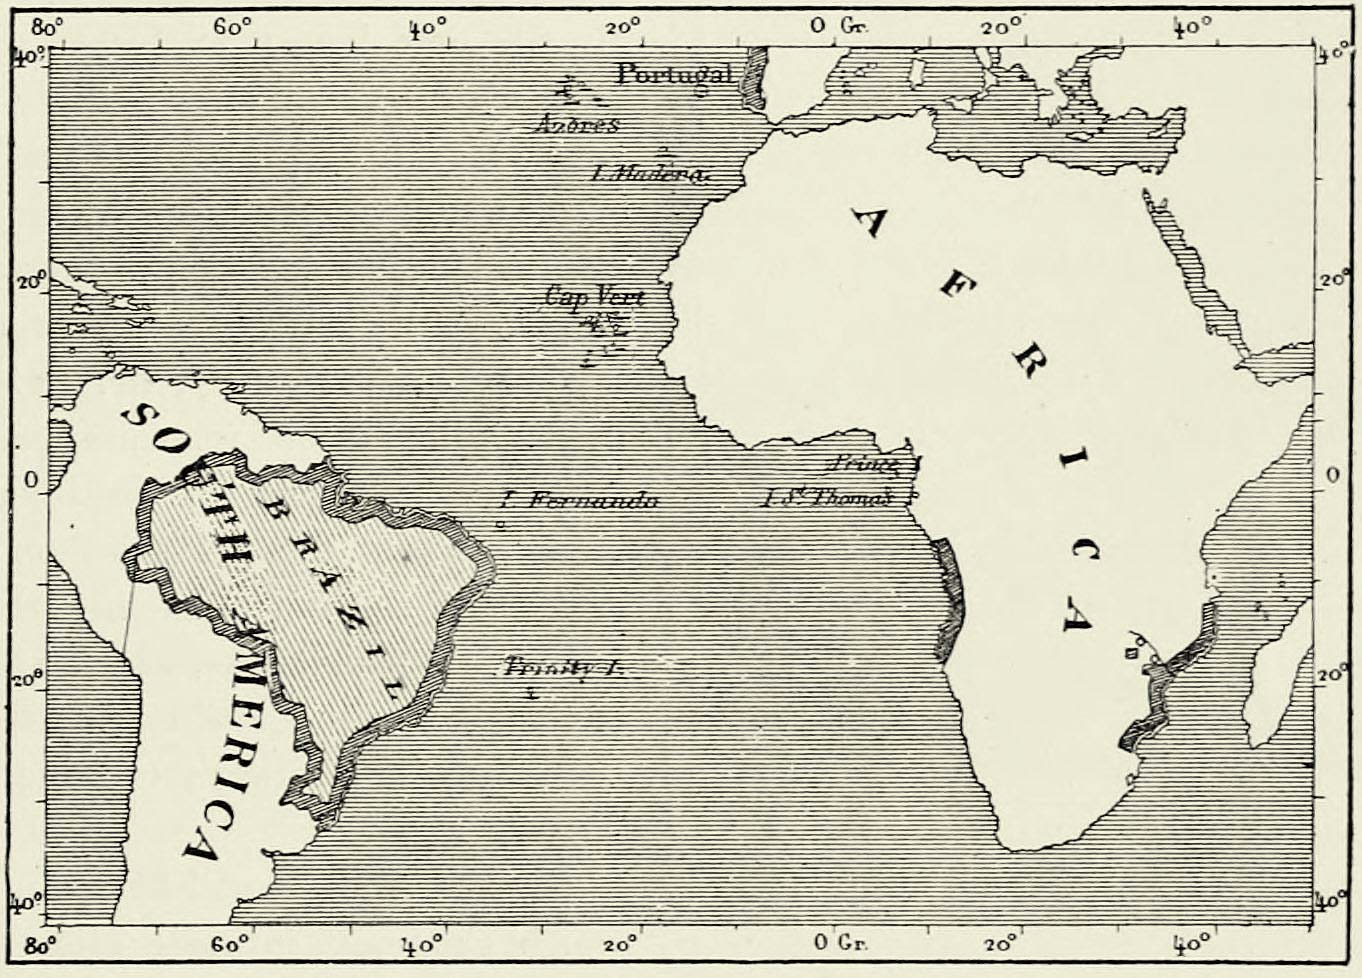 80° 60° 40° 20° 0 Gr. 20° 40°
40° 40°
Portugal
Azores
I. Madera
AFRICA
20° 20°
Cap Vert
SOUTH AMERICA
Prince I
0 0
I. Fernando
I. St. Thomas
BRAZIL
Trinity I.
20° 20°
40° 40°
80° 60° 40° 20° 0 Gr. 20° 40°